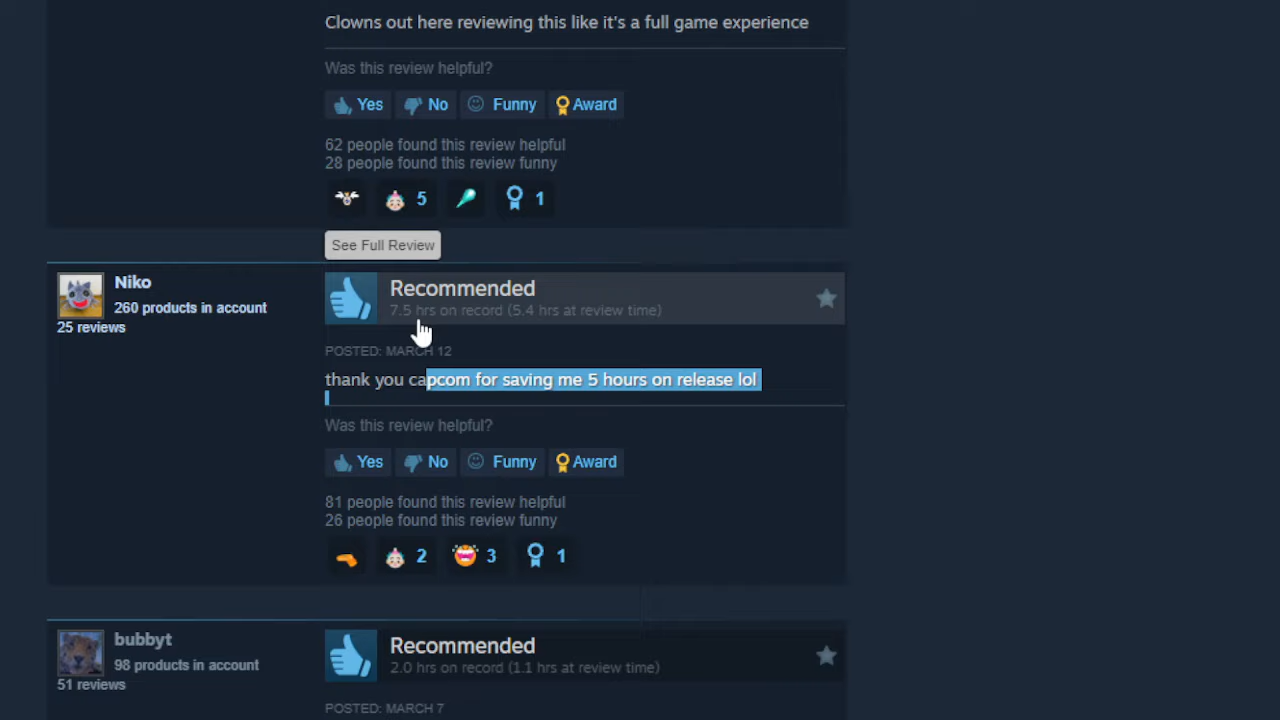 Clowns out here reviewing this like it's a full game experience
Was this review helpful?
Yes No Funny Award
62 people found this review helpful
28 people found this review funny
5 1
See Full Review
Niko
260 products in account
25 reviews
Recommended
7.5 hrs on record (5.4 hrs at review time)
POSTED: MARCH 12
thank you capcom for saving me 5 hours on release lol
Was this review helpful?
Yes No Funny Award
81 people found this review helpful
26 people found this review funny
2 3 1
bubbyt
98 products in account
51 reviews
Recommended
2.0 hrs on record (1.1 hrs at review time)
POSTED: MARCH 7